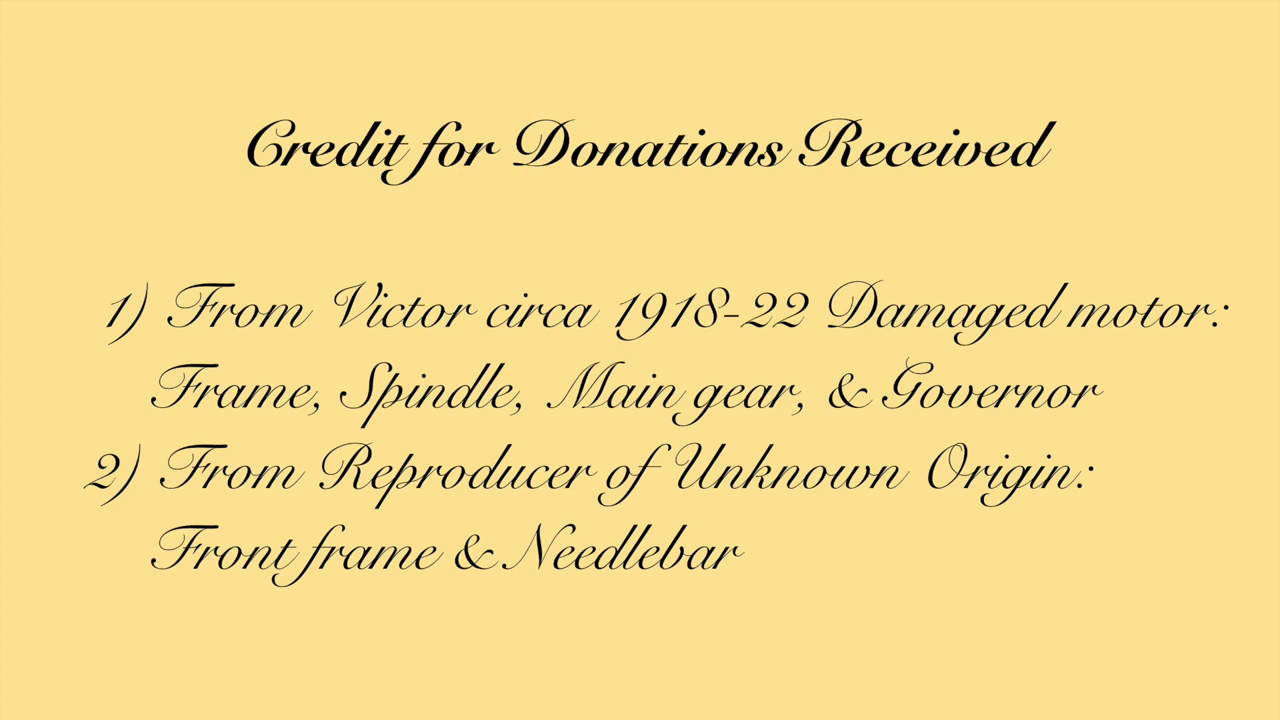 Credit for Donations Received
1) From Victor circa 1918-22 Damaged motor:
Frame, Spindle, Main gear, & Governor
2) From Reproducer of Unknown Origin:
Front frame & Needlebar